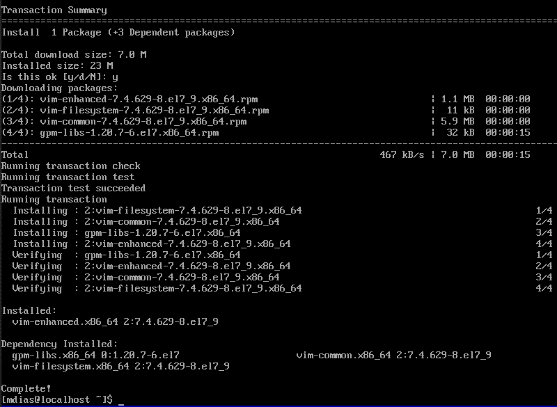 Transaction Summary
================================================================================
Install  1 Package (+3 Dependent packages)
Total download size: 7.0 M
Installed size: 23 M
Is this ok [y/d/N]: y
Downloading packages:
(1/4): vim-enhanced-7.4.629-8.el7_9.x86_64.rpm | 1.1 MB  00:00:00
(2/4): vim-filesystem-7.4.629-8.el7_9.x86_64.rpm | 11 kB  00:00:00
(3/4): vim-common-7.4.629-8.el7_9.x86_64.rpm | 5.9 MB  00:00:00
(4/4): gpm-libs-1.20.7-6.el7.x86_64.rpm | 32 kB  00:00:15
--------------------------------------------------------------------------------
Total 467 kB/s | 7.0 MB  00:00:15
Running transaction check
Running transaction test
Transaction test succeeded
Running transaction
Installing : 2:vim-filesystem-7.4.629-8.el7_9.x86_64 1/4
Installing : 2:vim-common-7.4.629-8.el7_9.x86_64 2/4
Installing : gpm-libs-1.20.7-6.el7.x86_64 3/4
Installing : 2:vim-enhanced-7.4.629-8.el7_9.x86_64 4/4
Verifying  : gpm-libs-1.20.7-6.el7.x86_64 1/4
Verifying  : 2:vim-enhanced-7.4.629-8.el7_9.x86_64 2/4
Verifying  : 2:vim-common-7.4.629-8.el7_9.x86_64 3/4
Verifying  : 2:vim-filesystem-7.4.629-8.el7_9.x86_64 4/4
Installed:
vim-enhanced.x86_64 2:7.4.629-8.el7_9
Dependency Installed:
gpm-libs.x86_64 0:1.20.7-6.el7 vim-common.x86_64 2:7.4.629-8.el7_9
vim-filesystem.x86_64 2:7.4.629-8.el7_9
Complete!
[mdias@localhost ~]$ _